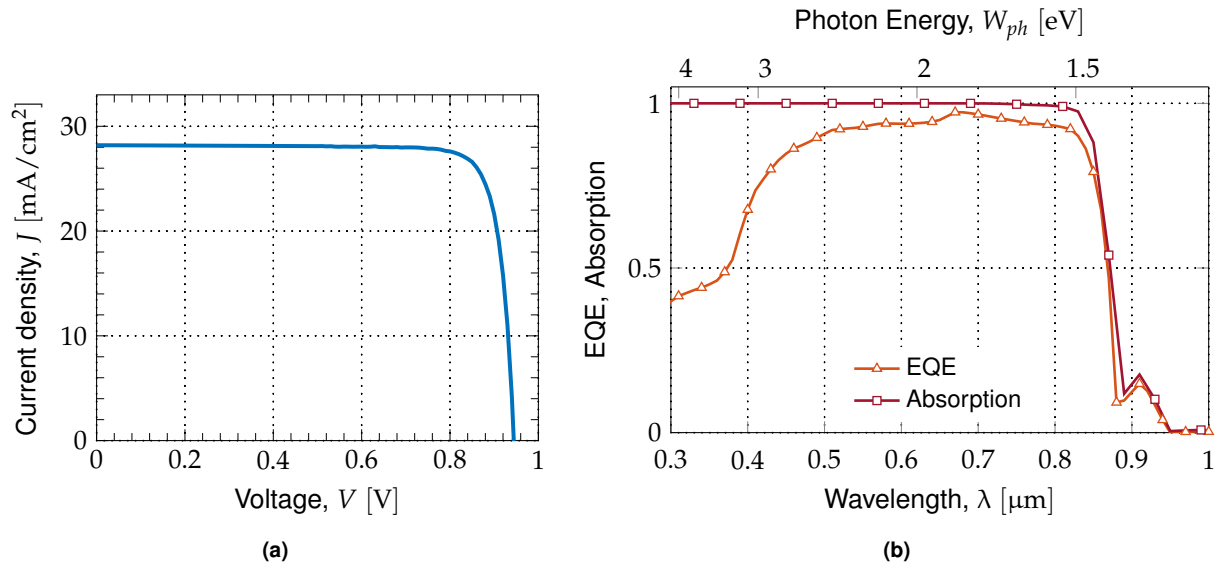 Current density, J [mA/cm²]
30
20
10
0
0 0.2 0.4 0.6 0.8 1
Voltage, V [V]
(a)
Photon Energy, W_ph [eV]
4 3 2 1.5
EQE, Absorption
1
0.5
0
EQE
Absorption
0.3 0.4 0.5 0.6 0.7 0.8 0.9 1
Wavelength, λ [µm]
(b)